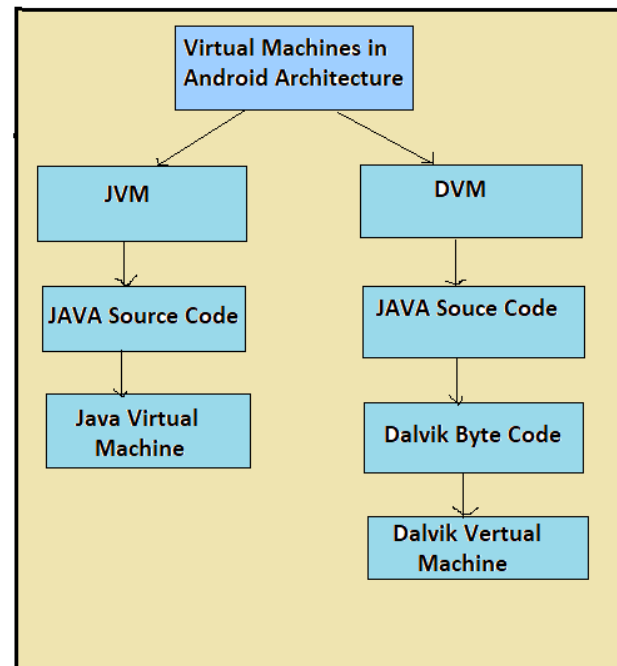 Virtual Machines in
Android Architecture
JVM
DVM
JAVA Source Code
JAVA Souce Code
Java Virtual
Machine
Dalvik Byte Code
Dalvik Vertual
Machine